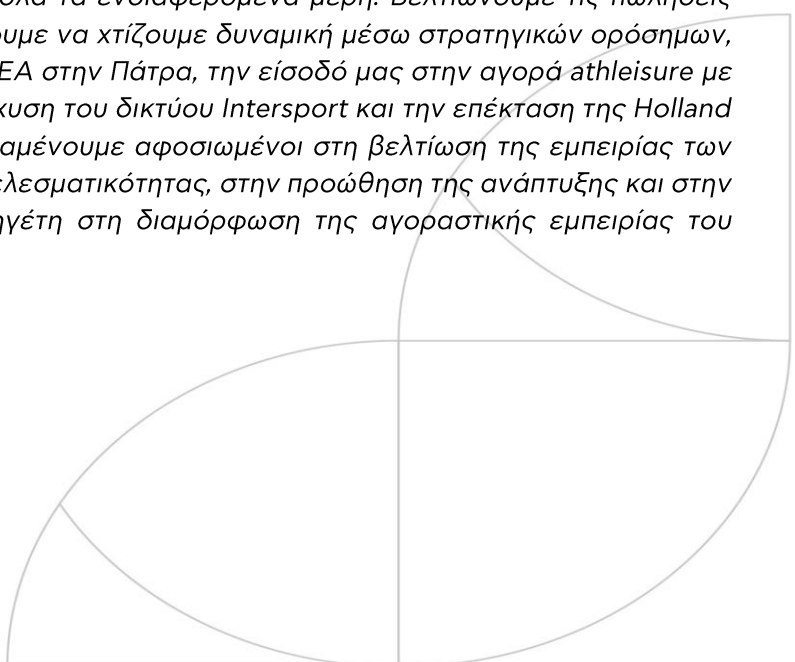 όλα τα ενδιαφερόμενα μέρη. Βελτιώνουμε τις πωλήσεις
ουμε να χτίζουμε δυναμική μέσω στρατηγικών ορόσημων,
ΕΑ στην Πάτρα, την είσοδό μας στην αγορά athleisure με
χυση του δικτύου Intersport και την επέκταση της Holland
αμένουμε αφοσιωμένοι στη βελτίωση της εμπειρίας των
ελεσματικότητας, στην προώθηση της ανάπτυξης και στην
ηγέτη στη διαμόρφωση της αγοραστικής εμπειρίας του